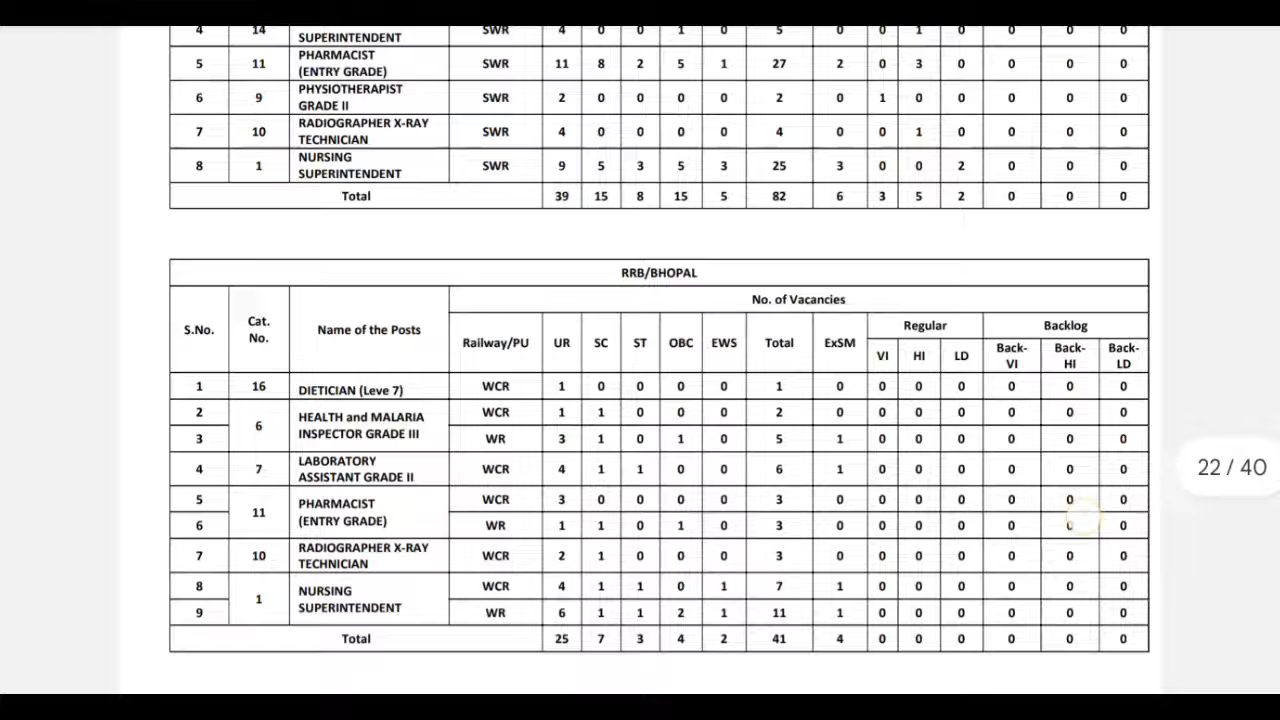 4 14 SUPERINTENDENT SWR 4 0 0 1 0 5 0 0 1 0 0 0 0
5 11 PHARMACIST (ENTRY GRADE) SWR 11 8 2 5 1 27 2 0 3 0 0 0 0
6 9 PHYSIOTHERAPIST GRADE II SWR 2 0 0 0 0 2 0 1 0 0 0 0 0
7 10 RADIOGRAPHER X-RAY TECHNICIAN SWR 4 0 0 0 0 4 0 0 1 0 0 0 0
8 1 NURSING SUPERINTENDENT SWR 9 5 3 5 3 25 3 0 0 2 0 0 0
Total 39 15 8 15 5 82 6 3 5 2 0 0 0
RRB/BHOPAL
No. of Vacancies
S.No. Cat. No. Name of the Posts Railway/PU UR SC ST OBC EWS Total ExSM Regular Backlog
VI HI LD Back-VI Back-HI Back-LD
1 16 DIETICIAN (Leve 7) WCR 1 0 0 0 0 1 0 0 0 0 0 0 0
2 6 HEALTH and MALARIA INSPECTOR GRADE III WCR 1 1 0 0 0 2 0 0 0 0 0 0 0
3 WR 3 1 0 1 0 5 1 0 0 0 0 0 0
4 7 LABORATORY ASSISTANT GRADE II WCR 4 1 1 0 0 6 1 0 0 0 0 0 0
5 11 PHARMACIST (ENTRY GRADE) WCR 3 0 0 0 0 3 0 0 0 0 0 0 0
6 WR 1 1 0 1 0 3 0 0 0 0 0 0 0
7 10 RADIOGRAPHER X-RAY TECHNICIAN WCR 2 1 0 0 0 3 0 0 0 0 0 0 0
8 1 NURSING SUPERINTENDENT WCR 4 1 1 0 1 7 1 0 0 0 0 0 0
9 WR 6 1 1 2 1 11 1 0 0 0 0 0 0
Total 25 7 3 4 2 41 4 0 0 0 0 0 0
22 / 40